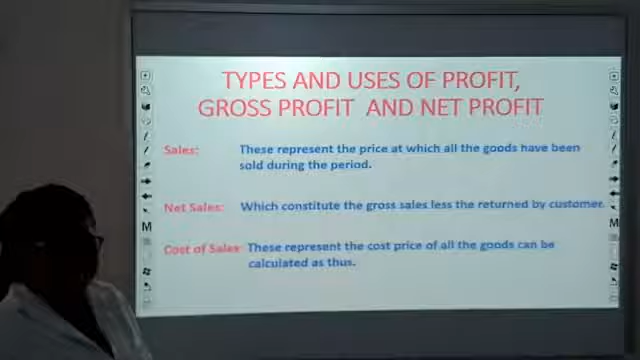 TYPES AND USES OF PROFIT,
GROSS PROFIT AND NET PROFIT
Sales: These represent the price at which all the goods have been
sold during the period.
Net Sales: Which constitute the gross sales less the returned by customer.
Cost of Sales: These represent the cost price of all the goods can be
calculated as thus.
M
M